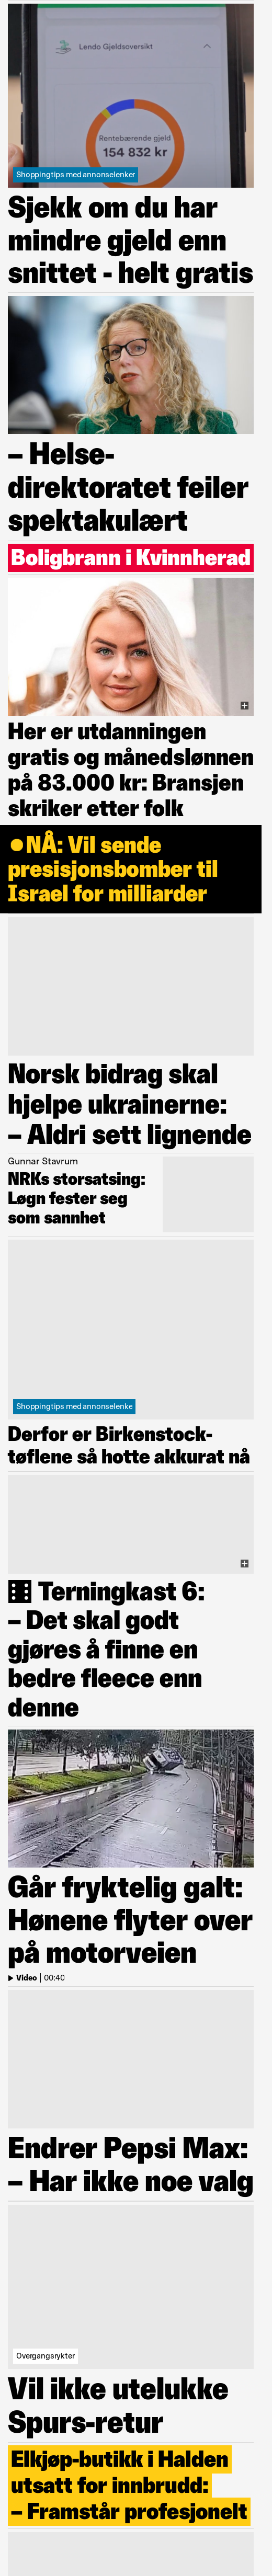 Lendo Gjeldsoversikt
Rentebærende gjeld
154 832 kr
Shoppingtips med annonselenker
Sjekk om du har
mindre gjeld enn
snittet - helt gratis
– Helse-
direktoratet feiler
spektakulært
Boligbrann i Kvinnherad
Her er utdanningen
gratis og månedslønnen
på 83.000 kr: Bransjen
skriker etter folk
●NÅ: Vil sende
presisjonsbomber til
Israel for milliarder
Norsk bidrag skal
hjelpe ukrainerne:
– Aldri sett lignende
Gunnar Stavrum
NRKs storsatsing:
Løgn fester seg
som sannhet
Shoppingtips med annonselenke
Derfor er Birkenstock-
tøflene så hotte akkurat nå
Terningkast 6:
– Det skal godt
gjøres å finne en
bedre fleece enn
denne
Går fryktelig galt:
Hønene flyter over
på motorveien
Video | 00:40
Endrer Pepsi Max:
– Har ikke noe valg
Overgangsrykter
Vil ikke utelukke
Spurs-retur
Elkjøp-butikk i Halden
utsatt for innbrudd:
– Framstår profesjonelt